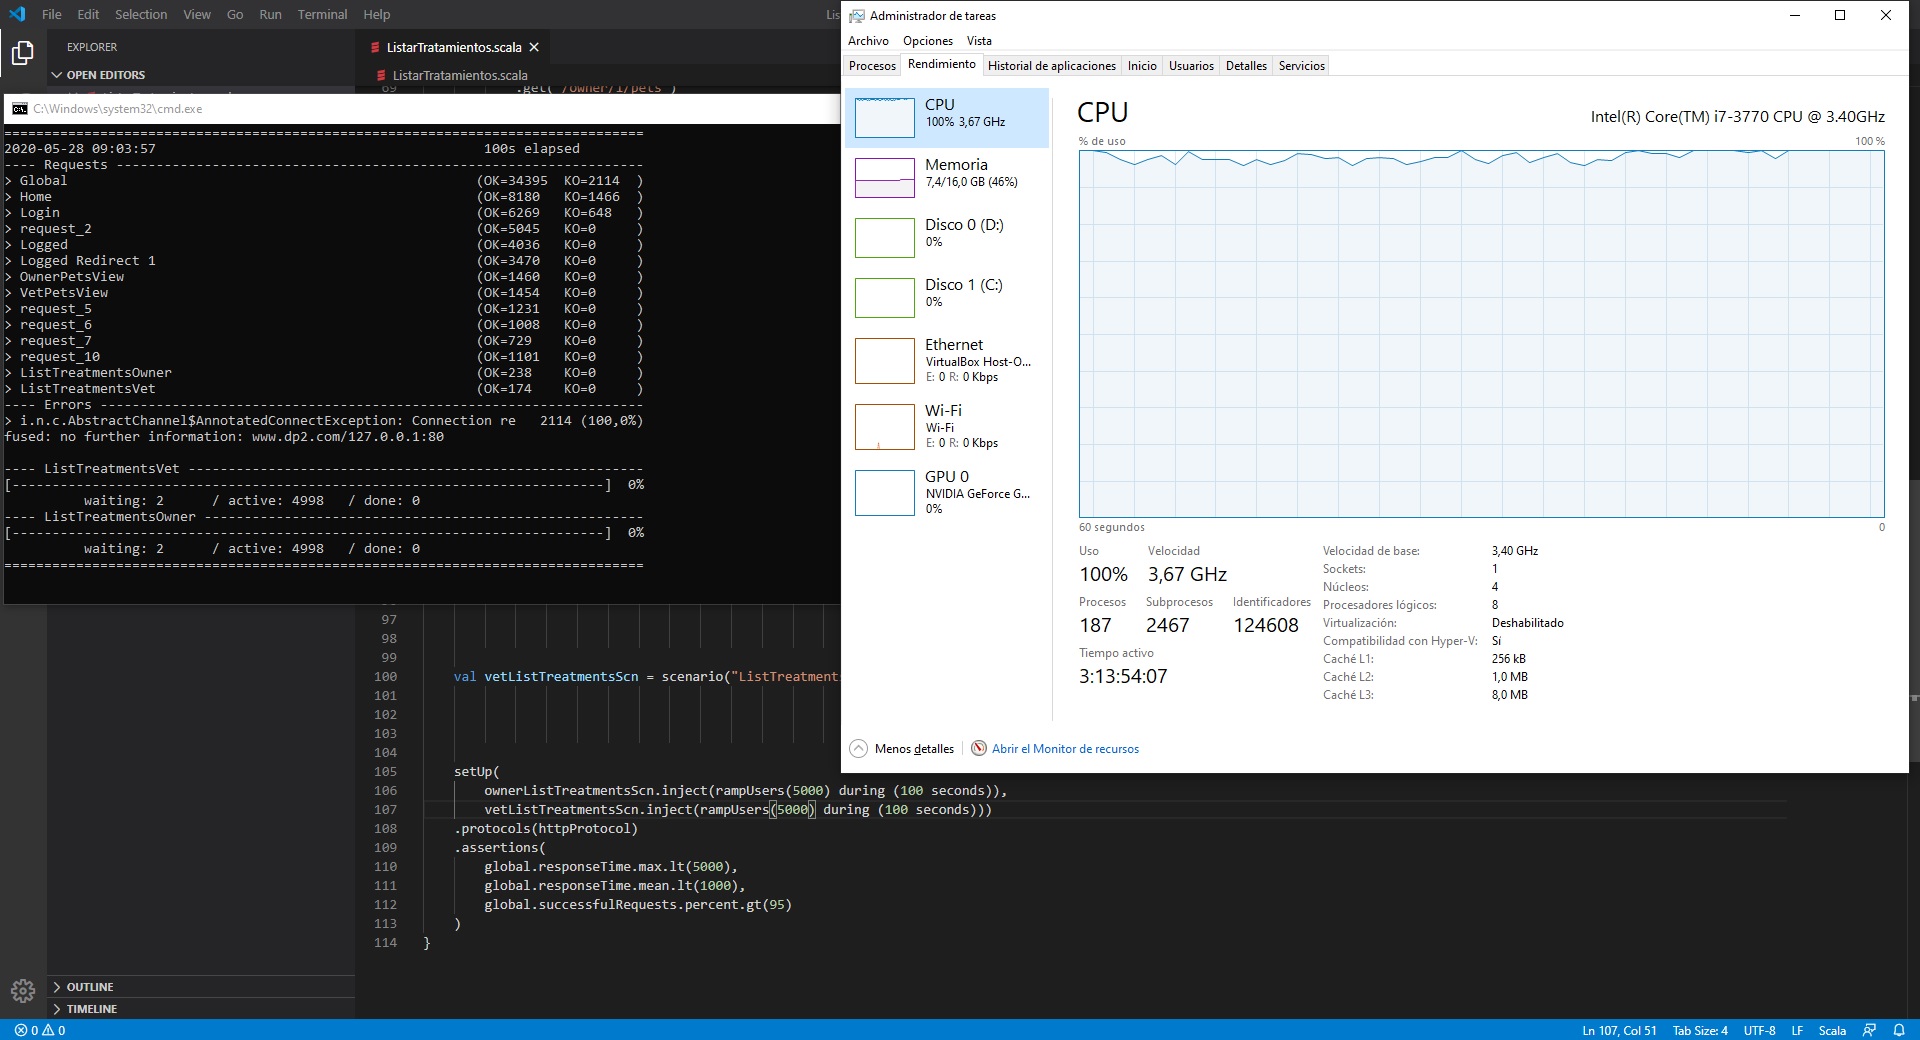 File Edit Selection View Go Run Terminal Help
EXPLORER
OPEN EDITORS
ListarTratamientos.scala
ListarTratamientos.scala
69 .get("/owner/1/pets")
C:\Windows\system32\cmd.exe
================================================================================
2020-05-28 09:03:57 100s elapsed
---- Requests ------------------------------------------------------------------
> Global (OK=34395 KO=2114 )
> Home (OK=8180 KO=1466 )
> Login (OK=6269 KO=648 )
> request_2 (OK=5045 KO=0 )
> Logged (OK=4036 KO=0 )
> Logged Redirect 1 (OK=3470 KO=0 )
> OwnerPetsView (OK=1460 KO=0 )
> VetPetsView (OK=1454 KO=0 )
> request_5 (OK=1231 KO=0 )
> request_6 (OK=1008 KO=0 )
> request_7 (OK=729 KO=0 )
> request_10 (OK=1101 KO=0 )
> ListTreatmentsOwner (OK=238 KO=0 )
> ListTreatmentsVet (OK=174 KO=0 )
---- Errors --------------------------------------------------------------------
> i.n.c.AbstractChannel$AnnotatedConnectException: Connection re 2114 (100,0%)
fused: no further information: www.dp2.com/127.0.0.1:80
---- ListTreatmentsVet ---------------------------------------------------------
[--------------------------------------------------------------------------] 0%
waiting: 2 / active: 4998 / done: 0
---- ListTreatmentsOwner -------------------------------------------------------
[--------------------------------------------------------------------------] 0%
waiting: 2 / active: 4998 / done: 0
================================================================================
97
98
99
100 val vetListTreatmentsScn = scenario("ListTreatments
101
102
103
104
105 setUp(
106 ownerListTreatmentsScn.inject(rampUsers(5000) during (100 seconds)),
107 vetListTreatmentsScn.inject(rampUsers(5000) during (100 seconds)))
108 .protocols(httpProtocol)
109 .assertions(
110 global.responseTime.max.lt(5000),
111 global.responseTime.mean.lt(1000),
112 global.successfulRequests.percent.gt(95)
113 )
114 }
OUTLINE
TIMELINE
0 0
Ln 107, Col 51 Tab Size: 4 UTF-8 LF Scala
Administrador de tareas
Archivo Opciones Vista
Procesos Rendimiento Historial de aplicaciones Inicio Usuarios Detalles Servicios
CPU
100% 3,67 GHz
Memoria
7,4/16,0 GB (46%)
Disco 0 (D:)
0%
Disco 1 (C:)
0%
Ethernet
VirtualBox Host-O...
E: 0 R: 0 Kbps
Wi-Fi
Wi-Fi
E: 0 R: 0 Kbps
GPU 0
NVIDIA GeForce G...
0%
CPU
Intel(R) Core(TM) i7-3770 CPU @ 3.40GHz
% de uso 100 %
60 segundos 0
Uso Velocidad
100% 3,67 GHz
Procesos Subprocesos Identificadores
187 2467 124608
Tiempo activo
3:13:54:07
Velocidad de base: 3,40 GHz
Sockets: 1
Núcleos: 4
Procesadores lógicos: 8
Virtualización: Deshabilitado
Compatibilidad con Hyper-V: Sí
Caché L1: 256 kB
Caché L2: 1,0 MB
Caché L3: 8,0 MB
Menos detalles Abrir el Monitor de recursos